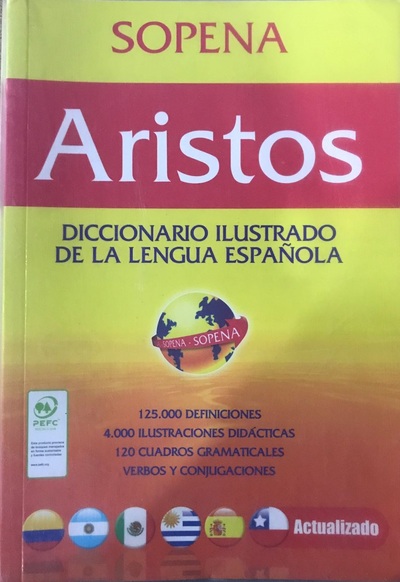 SOPENA
Aristos
DICCIONARIO ILUSTRADO
DE LA LENGUA ESPAÑOLA
SOPENA - SOPENA
125.000 DEFINICIONES
4.000 ILUSTRACIONES DIDÁCTICAS
120 CUADROS GRAMATICALES
VERBOS Y CONJUGACIONES
PEFC
Actualizado